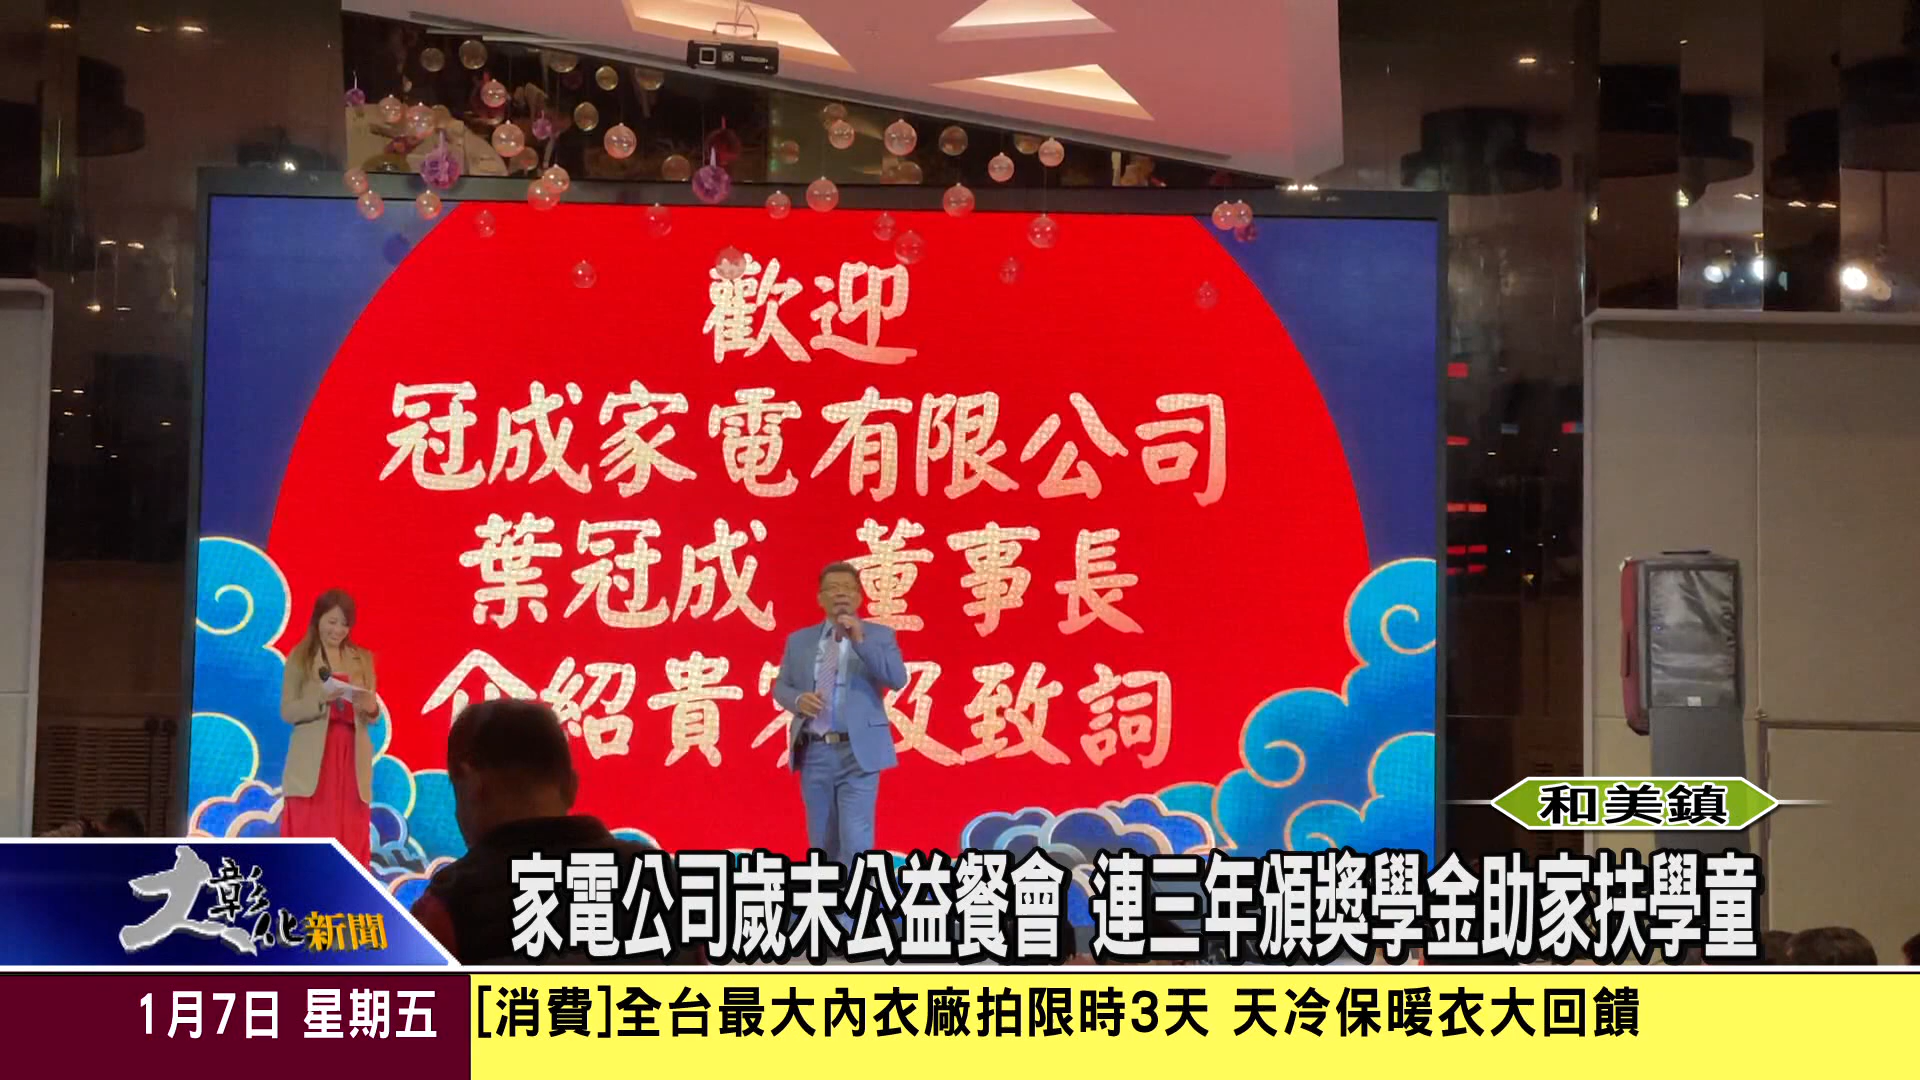 歡迎
冠成家電有限公司
葉冠成 董事長
介紹貴客及致詞
和美鎮
大彰化新聞
家電公司歲末公益餐會 連三年頒獎學金助家扶學童
1月7日 星期五
[消費]全台最大內衣廠拍限時3天 天冷保暖衣大回饋